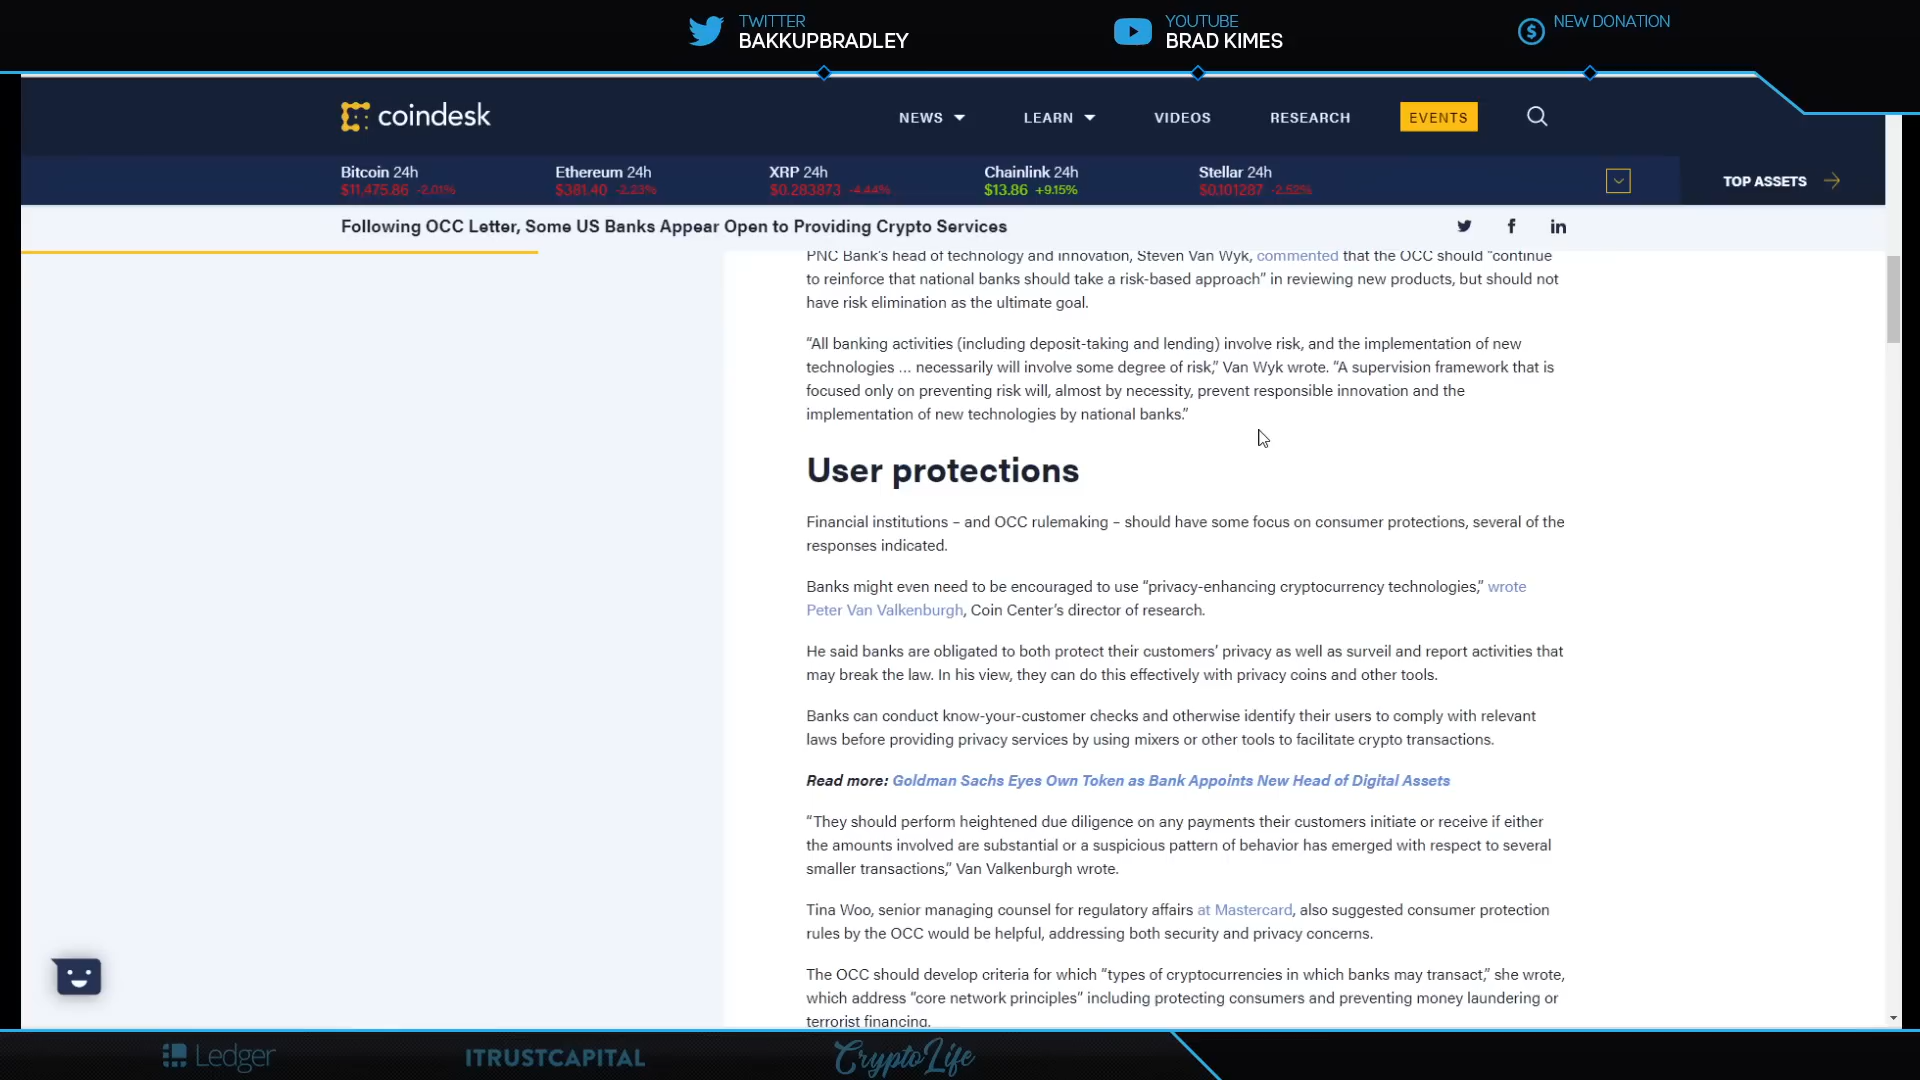 TWITTER
BAKKUPBRADLEY
YOUTUBE
BRAD KIMES
NEW DONATION
coindesk
NEWS
LEARN
VIDEOS
RESEARCH
EVENTS
Bitcoin 24h
$11,475.86 -2.01%
Ethereum 24h
$381.40 -2.23%
XRP 24h
$0.283873 -4.44%
Chainlink 24h
$13.86 +9.15%
Stellar 24h
$0.101287 -2.52%
TOP ASSETS
Following OCC Letter, Some US Banks Appear Open to Providing Crypto Services
PNC Bank’s head of technology and innovation, Steven Van Wyk, commented that the OCC should “continue
to reinforce that national banks should take a risk-based approach” in reviewing new products, but should not
have risk elimination as the ultimate goal.
“All banking activities (including deposit-taking and lending) involve risk, and the implementation of new
technologies … necessarily will involve some degree of risk,” Van Wyk wrote. “A supervision framework that is
focused only on preventing risk will, almost by necessity, prevent responsible innovation and the
implementation of new technologies by national banks.”
User protections
Financial institutions – and OCC rulemaking – should have some focus on consumer protections, several of the
responses indicated.
Banks might even need to be encouraged to use “privacy-enhancing cryptocurrency technologies,” wrote
Peter Van Valkenburgh, Coin Center’s director of research.
He said banks are obligated to both protect their customers’ privacy as well as surveil and report activities that
may break the law. In his view, they can do this effectively with privacy coins and other tools.
Banks can conduct know-your-customer checks and otherwise identify their users to comply with relevant
laws before providing privacy services by using mixers or other tools to facilitate crypto transactions.
Read more: Goldman Sachs Eyes Own Token as Bank Appoints New Head of Digital Assets
“They should perform heightened due diligence on any payments their customers initiate or receive if either
the amounts involved are substantial or a suspicious pattern of behavior has emerged with respect to several
smaller transactions,” Van Valkenburgh wrote.
Tina Woo, senior managing counsel for regulatory affairs at Mastercard, also suggested consumer protection
rules by the OCC would be helpful, addressing both security and privacy concerns.
The OCC should develop criteria for which “types of cryptocurrencies in which banks may transact,” she wrote,
which address “core network principles” including protecting consumers and preventing money laundering or
terrorist financing.
Ledger
ITRUSTCAPITAL
CryptoLife